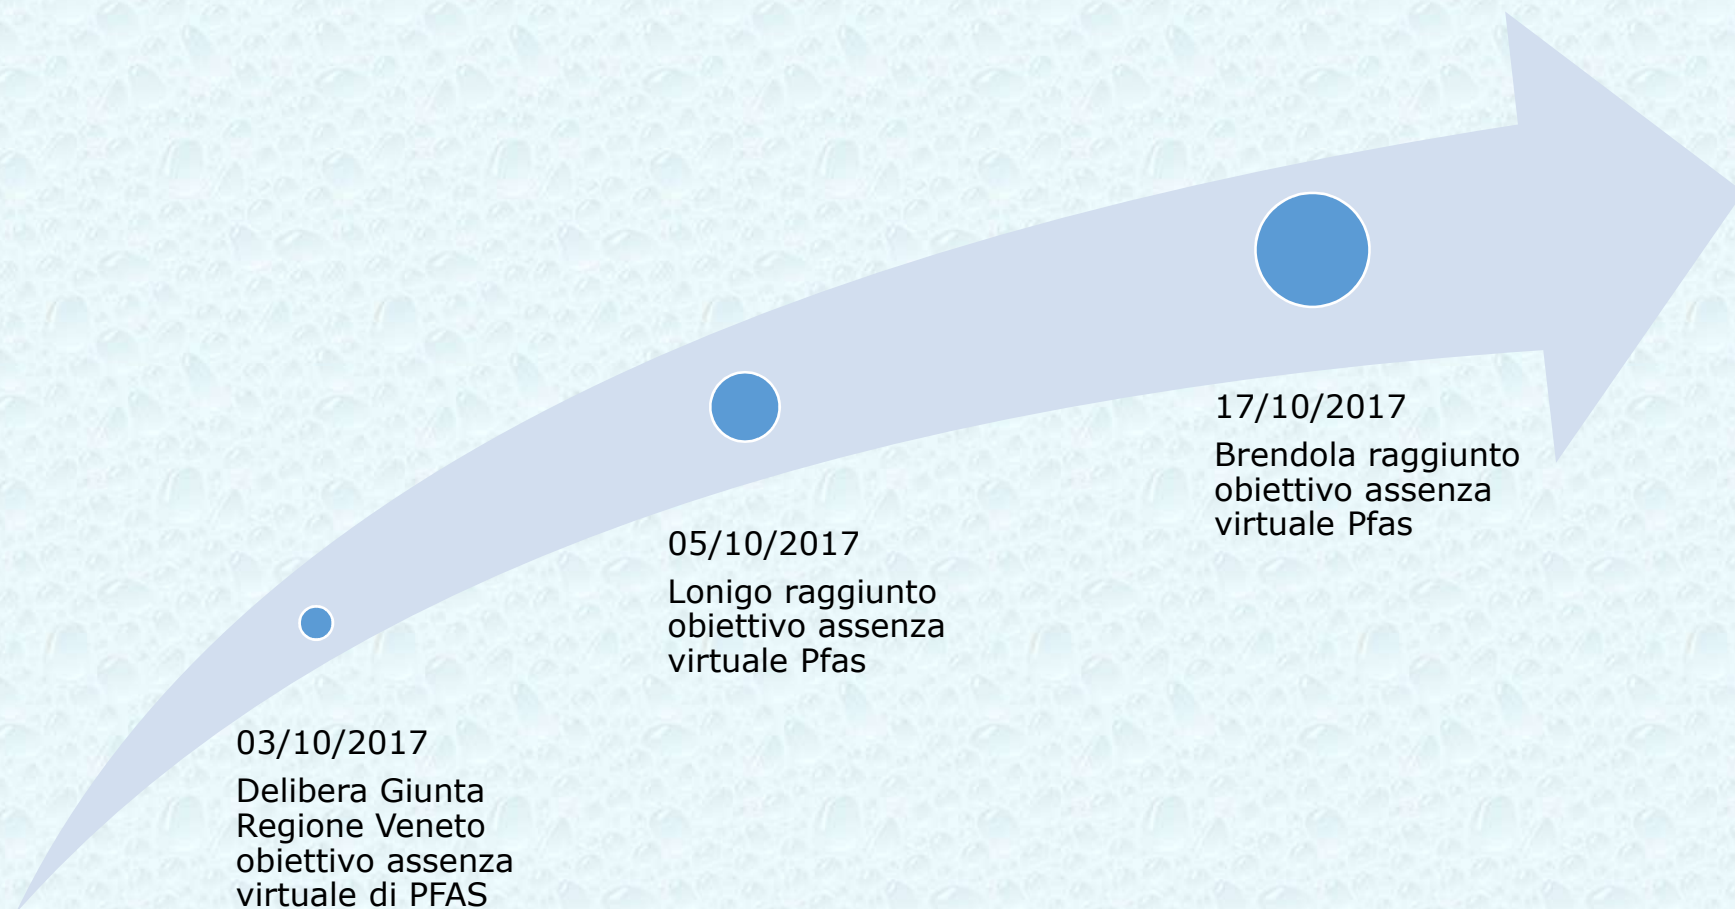 03/10/2017
Delibera Giunta
Regione Veneto
obiettivo assenza
virtuale di PFAS
05/10/2017
Lonigo raggiunto
obiettivo assenza
virtuale Pfas
17/10/2017
Brendola raggiunto
obiettivo assenza
virtuale Pfas